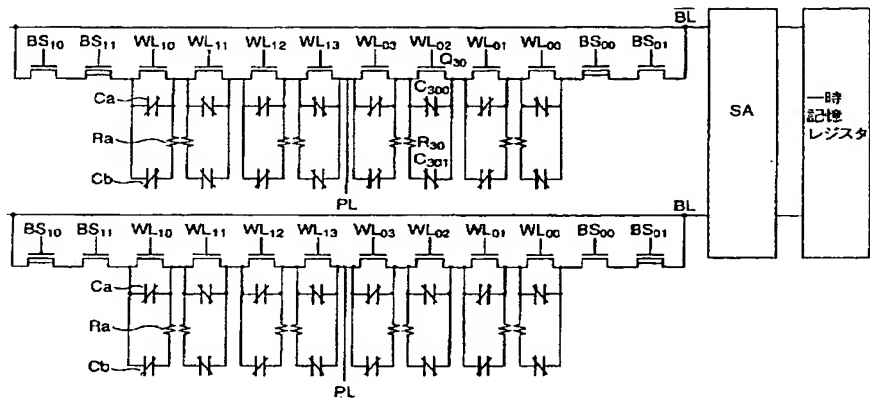 BL
BS10 BS11 WL10 WL11 WL12 WL13 WL03 WL02 WL01 WL00 BS00 BS01
Q30
Ca C300
Ra R30
C301
Cb
PL
SA
一時
記憶
レジスタ
BL
BS10 BS11 WL10 WL11 WL12 WL13 WL03 WL02 WL01 WL00 BS00 BS01
Ca
Ra
Cb
PL